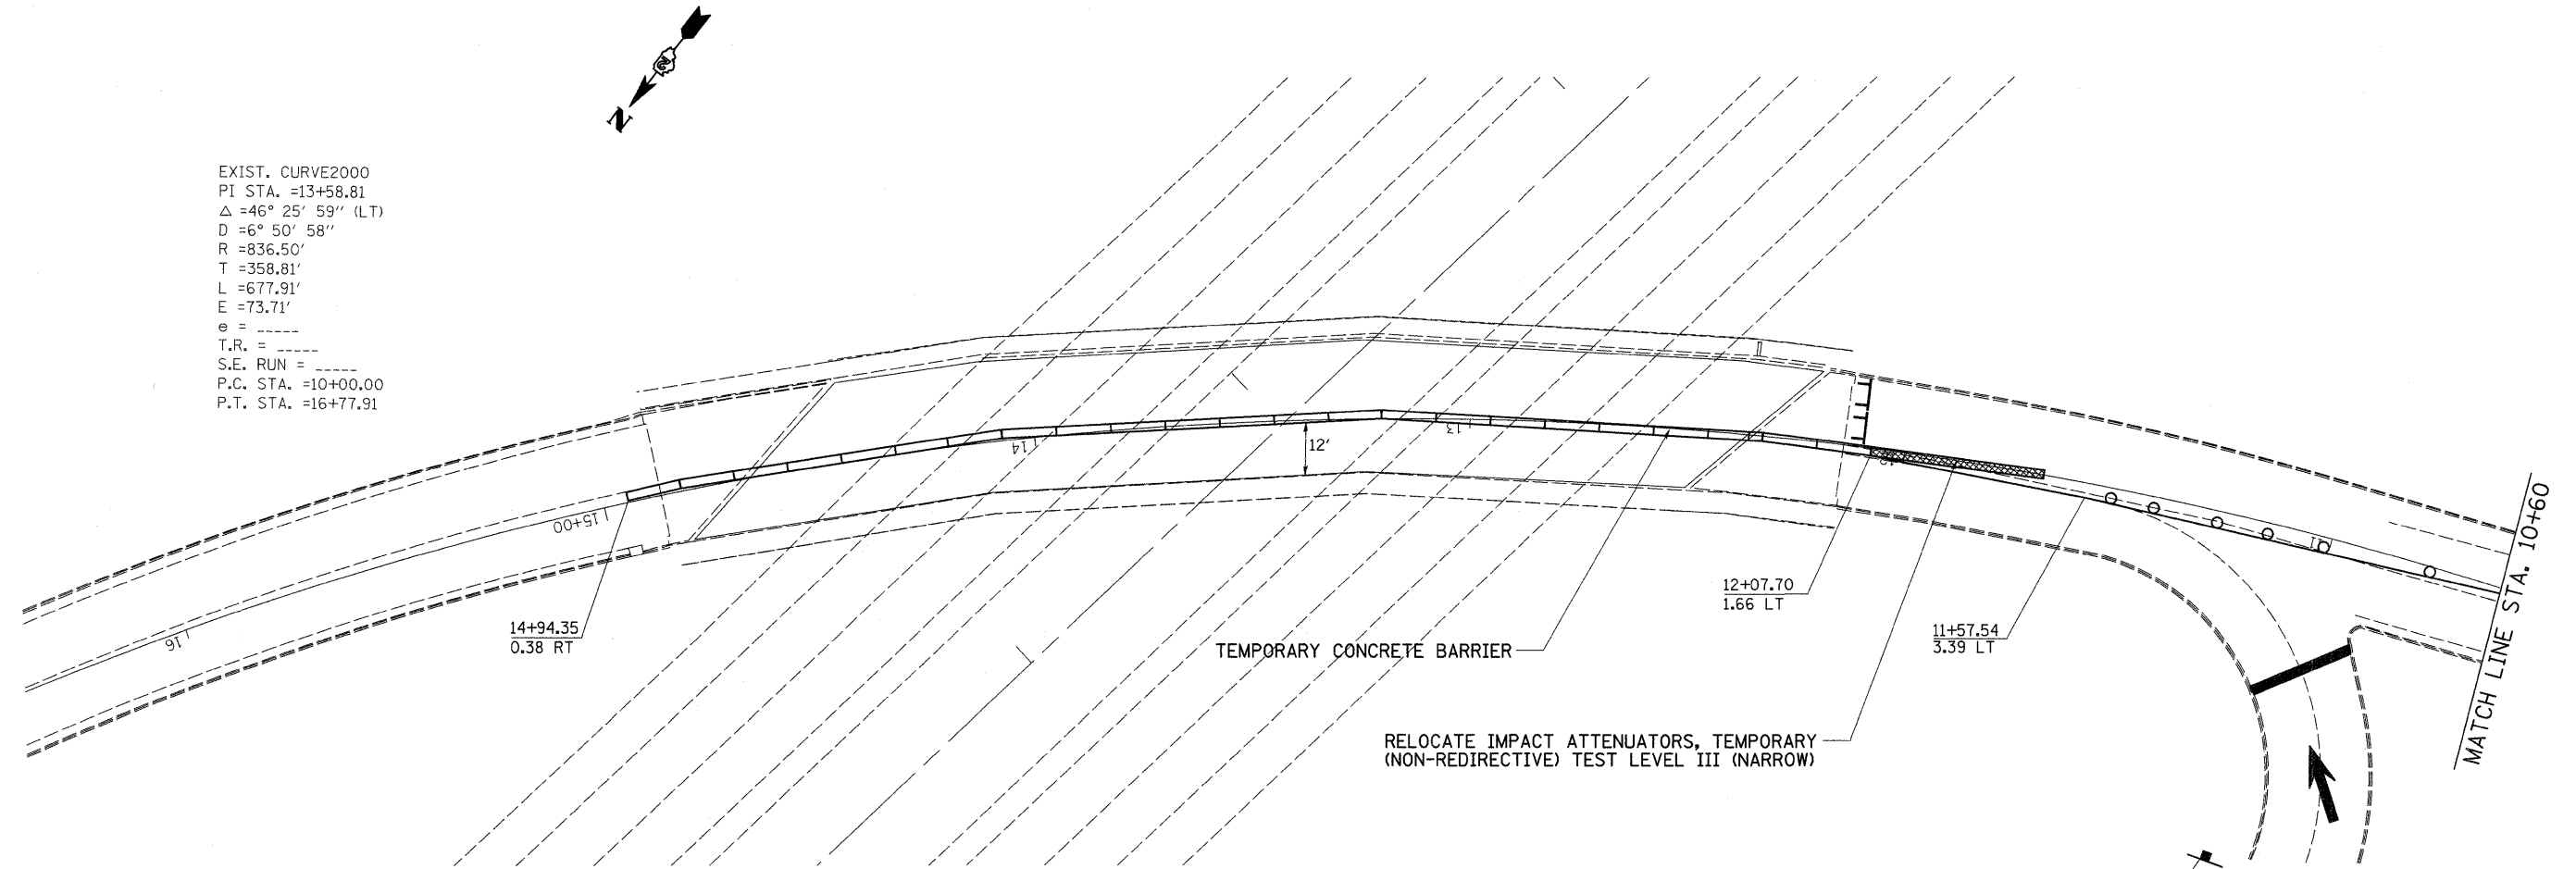 N
EXIST. CURVE2000
PI STA. =13+58.81
△ =46° 25' 59" (LT)
D =6° 50' 58"
R =836.50'
T =358.81'
L =677.91'
E =73.71'
e = _____
T.R. = _____
S.E. RUN = _____
P.C. STA. =10+00.00
P.T. STA. =16+77.91
16
15+00
14
13
12'
11
14+94.35
0.38 RT
12+07.70
1.66 LT
11+57.54
3.39 LT
TEMPORARY CONCRETE BARRIER
RELOCATE IMPACT ATTENUATORS, TEMPORARY
(NON-REDIRECTIVE) TEST LEVEL III (NARROW)
MATCH LINE STA. 10+60